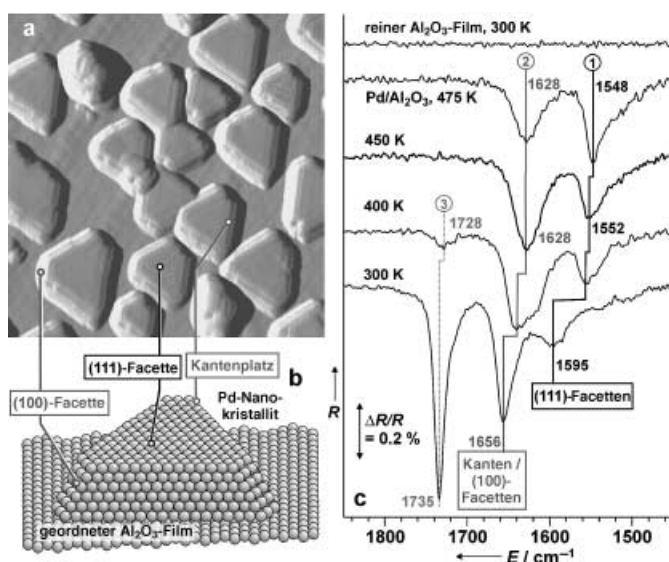 a
(111)-Facette
Kantenplatz
(100)-Facette
b
Pd-Nano-
kristallit
geordneter Al₂O₃-Film
reiner Al₂O₃-Film, 300 K
2
1
1628
1548
Pd/Al₂O₃, 475 K
450 K
3
400 K
1728
1628
1552
300 K
1595
(111)-Facetten
R
ΔR/R
= 0.2 %
1656
Kanten /
(100)-
Facetten
1735
c
1800
1700
1600
1500
E / cm⁻¹